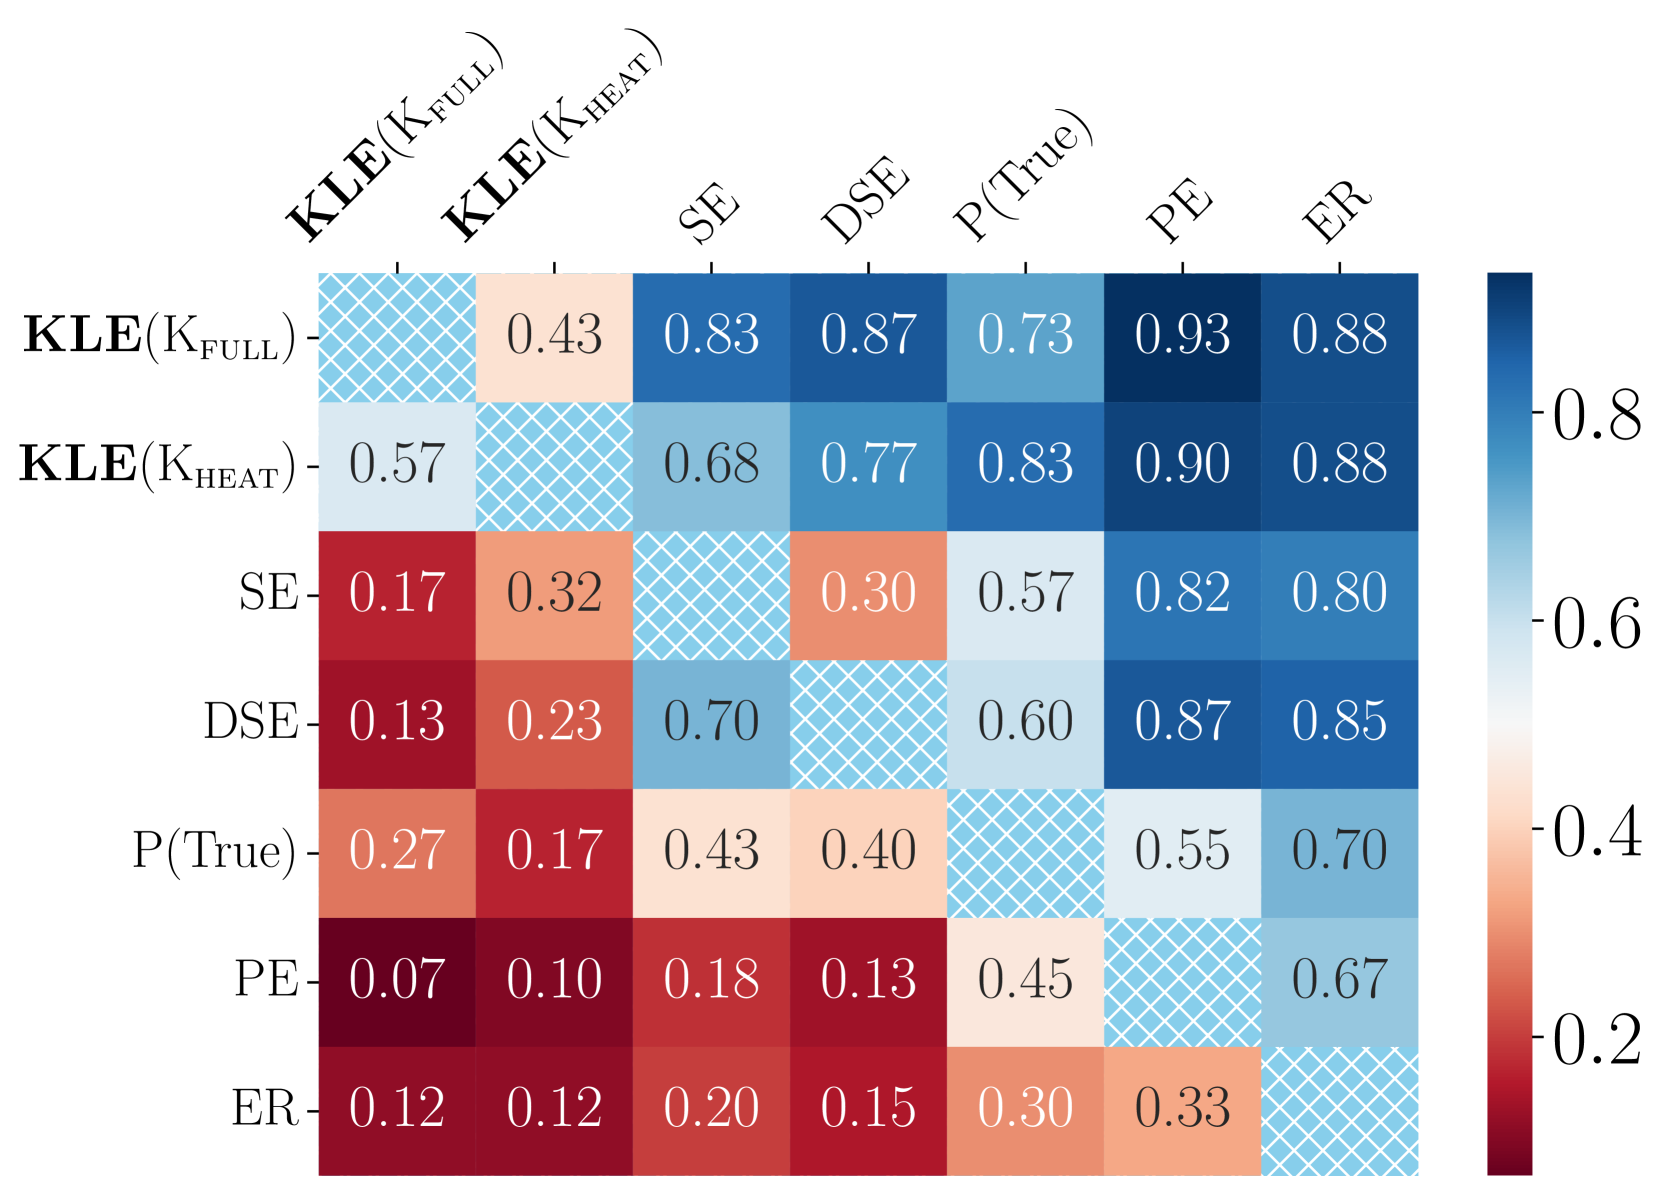 KLE(K_FULL) KLE(K_HEAT) SE DSE P(True) PE ER
KLE(K_FULL) 0.43 0.83 0.87 0.73 0.93 0.88
KLE(K_HEAT) 0.57 0.68 0.77 0.83 0.90 0.88
SE 0.17 0.32 0.30 0.57 0.82 0.80
DSE 0.13 0.23 0.70 0.60 0.87 0.85
P(True) 0.27 0.17 0.43 0.40 0.55 0.70
PE 0.07 0.10 0.18 0.13 0.45 0.67
ER 0.12 0.12 0.20 0.15 0.30 0.33
0.8
0.6
0.4
0.2